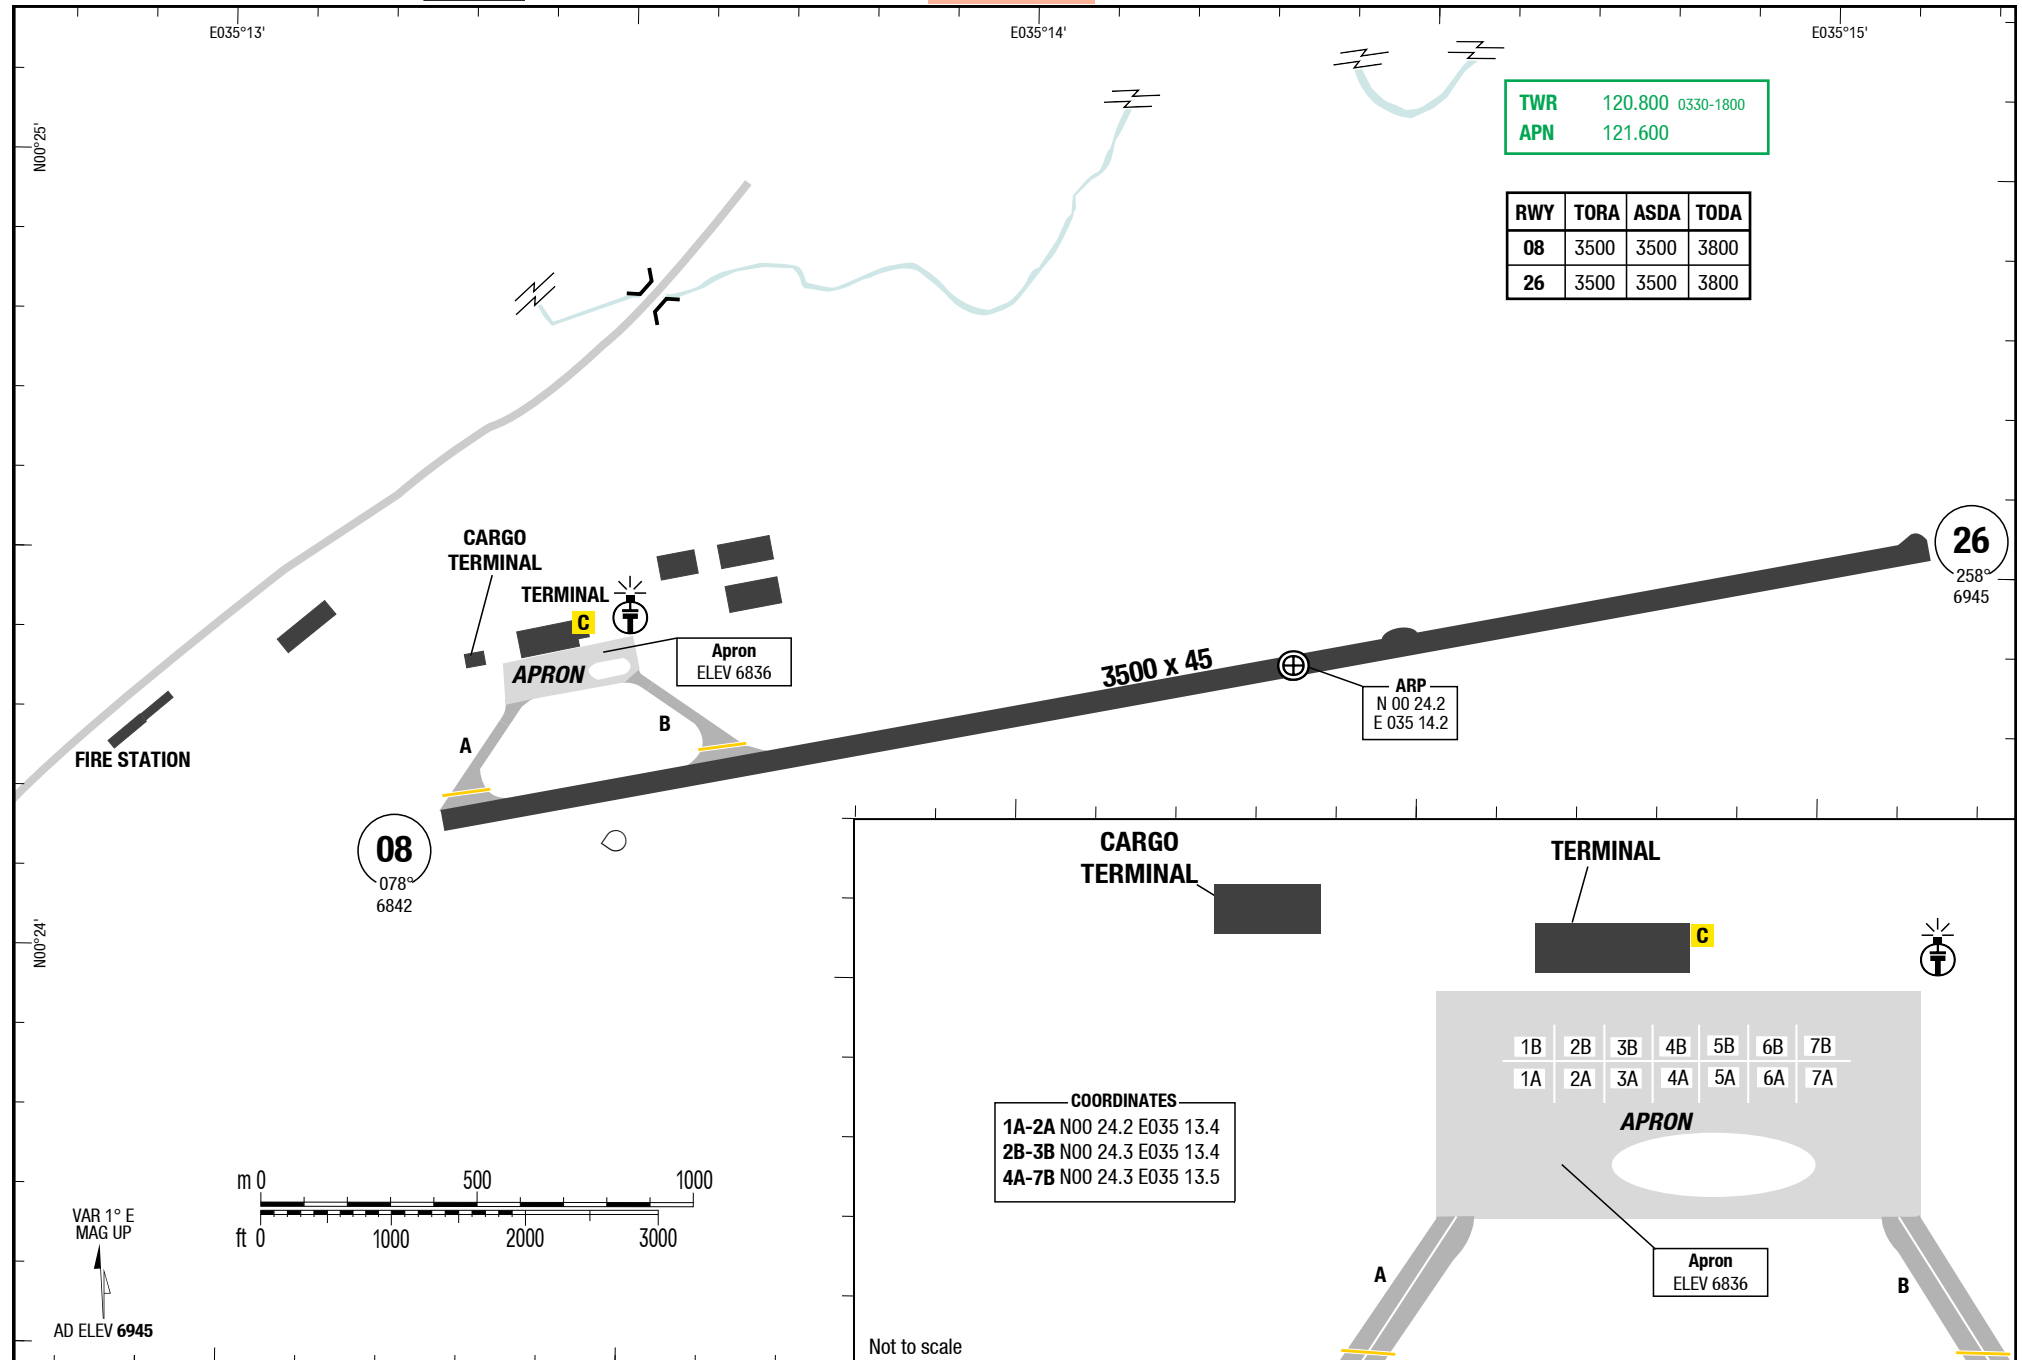 E035°13'
E035°14'
E035°15'
N00°25'
TWR 120.800 0330-1800
APN 121.600
RWY TORA ASDA TODA
08 3500 3500 3800
26 3500 3500 3800
CARGO
TERMINAL
TERMINAL
C
APRON
Apron
ELEV 6836
A
B
FIRE STATION
3500 X 45
ARP
N 00 24.2
E 035 14.2
26
258°
6945
08
078°
6842
N00°24'
CARGO
TERMINAL
TERMINAL
C
1B 2B 3B 4B 5B 6B 7B
1A 2A 3A 4A 5A 6A 7A
APRON
COORDINATES
1A-2A N00 24.2 E035 13.4
2B-3B N00 24.3 E035 13.4
4A-7B N00 24.3 E035 13.5
Apron
ELEV 6836
A
B
Not to scale
m 0 500 1000
ft 0 1000 2000 3000
VAR 1° E
MAG UP
AD ELEV 6945